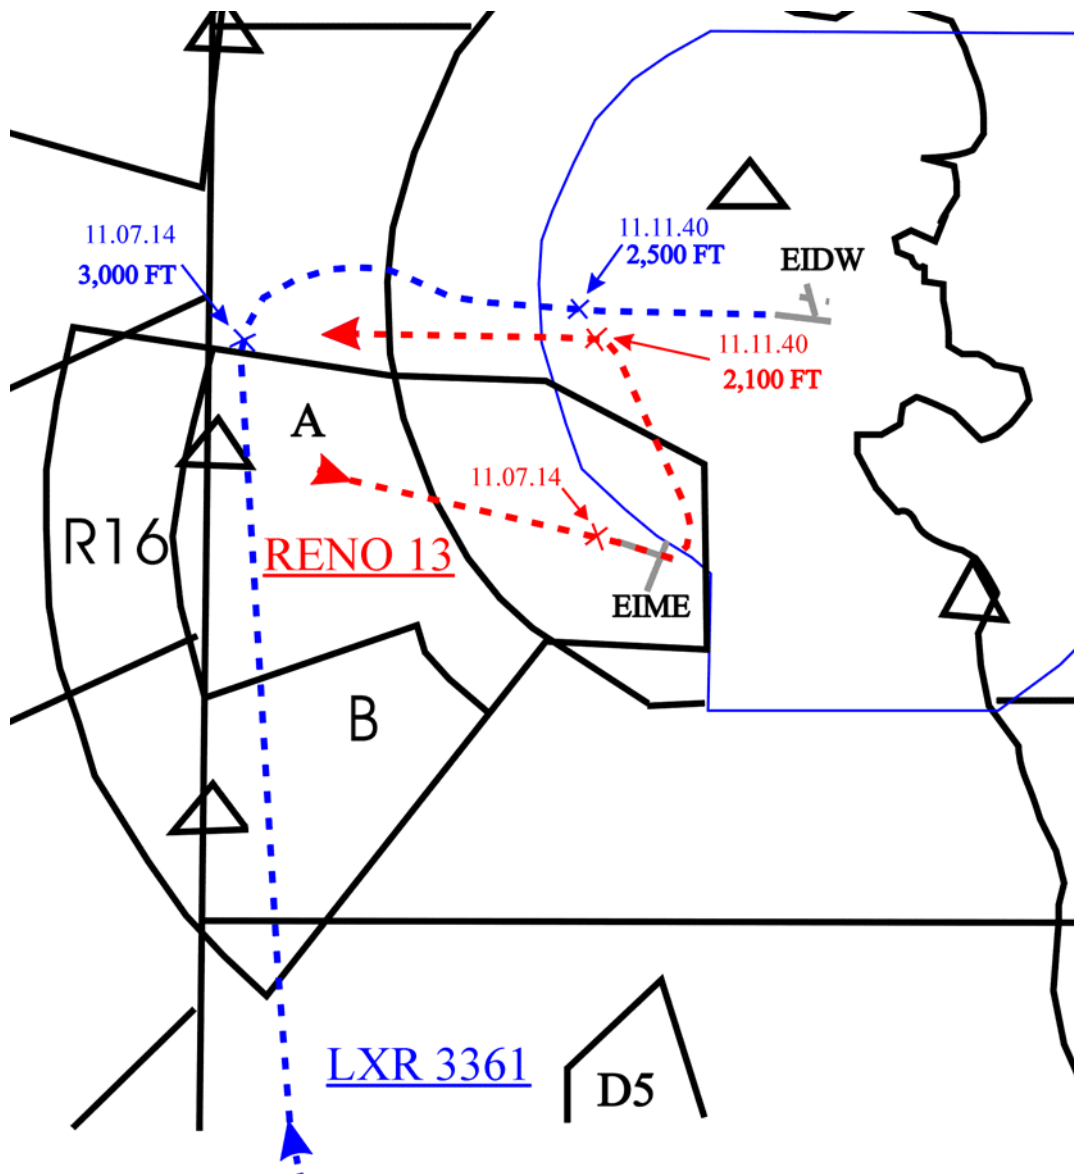 11.07.14
3,000 FT
11.11.40
2,500 FT
EIDW
11.11.40
2,100 FT
A
11.07.14
R16
RENO 13
EIME
B
LXR 3361
D5